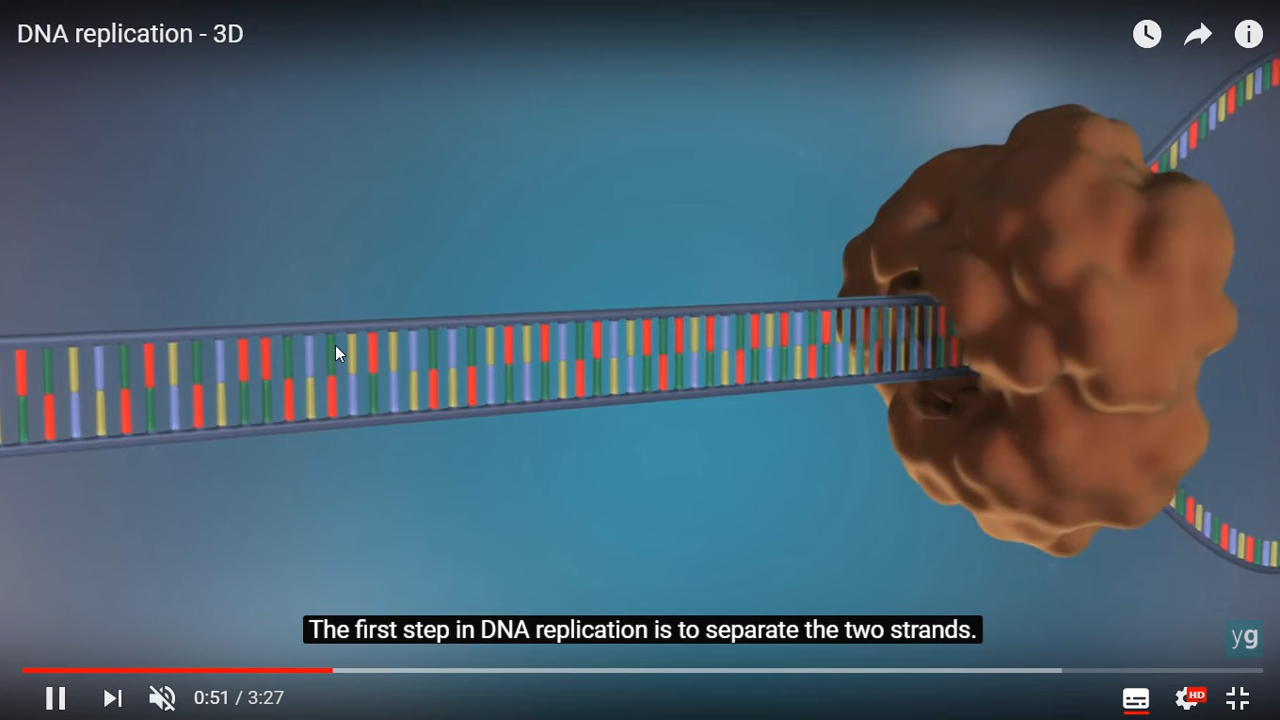 DNA replication - 3D
The first step in DNA replication is to separate the two strands.
yg
0:51 / 3:27
HD